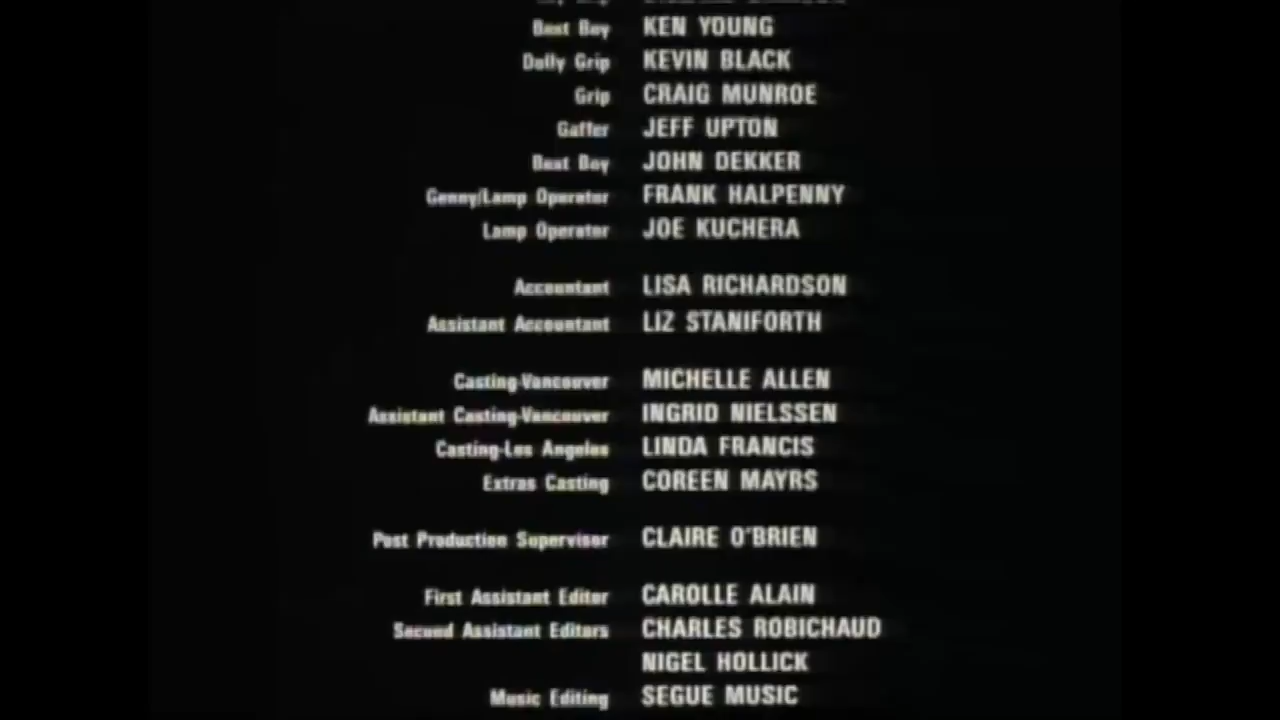 Best Boy KEN YOUNG
Dolly Grip KEVIN BLACK
Grip CRAIG MUNROE
Gaffer JEFF UPTON
Best Boy JOHN DEKKER
Genny/Lamp Operator FRANK HALPENNY
Lamp Operator JOE KUCHERA
Accountant LISA RICHARDSON
Assistant Accountant LIZ STANIFORTH
Casting-Vancouver MICHELLE ALLEN
Assistant Casting-Vancouver INGRID NIELSSEN
Casting-Los Angeles LINDA FRANCIS
Extras Casting COREEN MAYRS
Post Production Supervisor CLAIRE O'BRIEN
First Assistant Editor CAROLLE ALAIN
Second Assistant Editors CHARLES ROBICHAUD
NIGEL HOLLICK
Music Editing SEGUE MUSIC